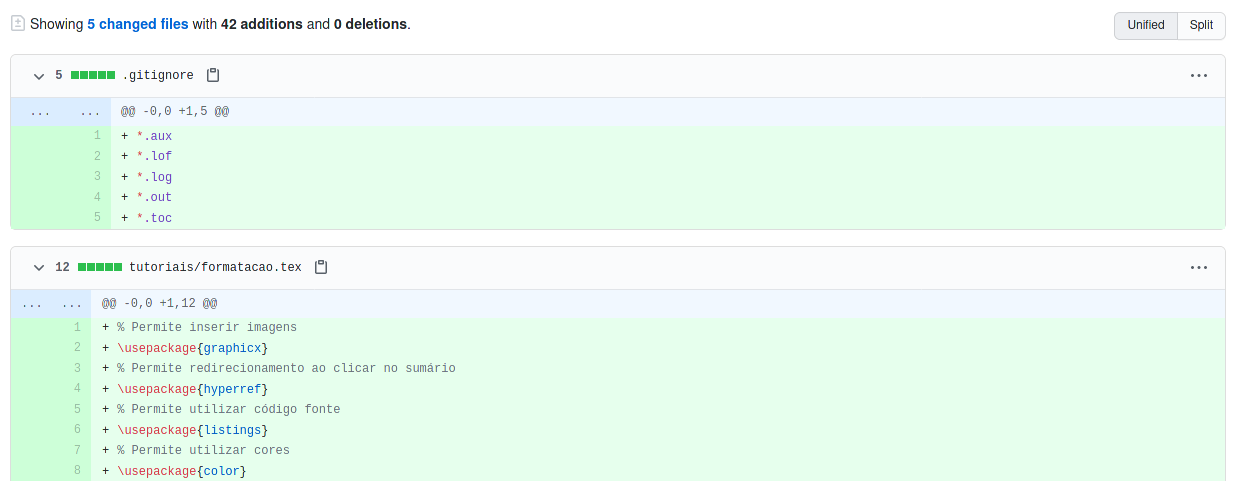 Showing 5 changed files with 42 additions and 0 deletions.
Unified Split
5 .gitignore
... ... @@ -0,0 +1,5 @@
1 + *.aux
2 + *.lof
3 + *.log
4 + *.out
5 + *.toc
12 tutoriais/formatacao.tex
... ... @@ -0,0 +1,12 @@
1 + % Permite inserir imagens
2 + \usepackage{graphicx}
3 + % Permite redirecionamento ao clicar no sumário
4 + \usepackage{hyperref}
5 + % Permite utilizar código fonte
6 + \usepackage{listings}
7 + % Permite utilizar cores
8 + \usepackage{color}